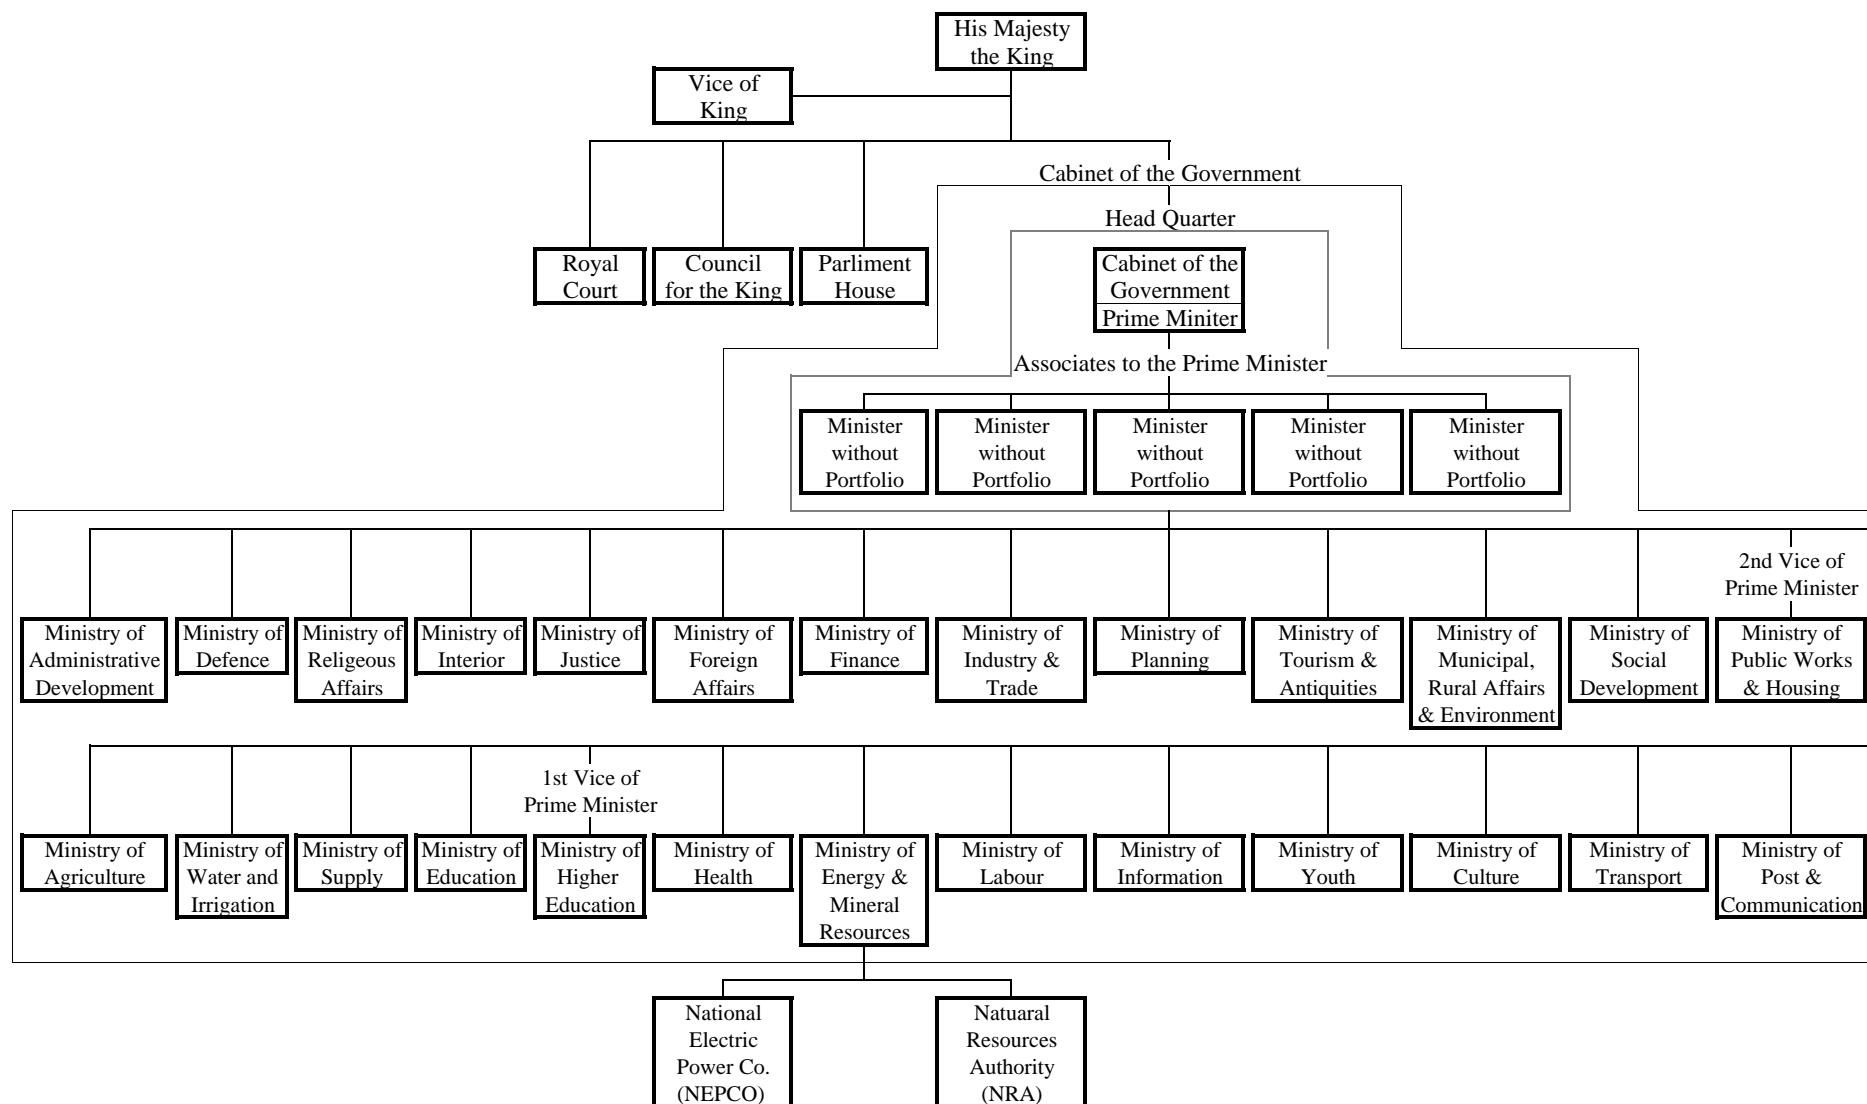 His Majesty
the King
Vice of
King
Cabinet of the Government
Head Quarter
Royal
Court
Council
for the King
Parliment
House
Cabinet of the
Government
Prime Miniter
Associates to the Prime Minister
Minister
without
Portfolio
Minister
without
Portfolio
Minister
without
Portfolio
Minister
without
Portfolio
Minister
without
Portfolio
2nd Vice of
Prime Minister
Ministry of
Administrative
Development
Ministry of
Defence
Ministry of
Religeous
Affairs
Ministry of
Interior
Ministry of
Justice
Ministry of
Foreign
Affairs
Ministry of
Finance
Ministry of
Industry &
Trade
Ministry of
Planning
Ministry of
Tourism &
Antiquities
Ministry of
Municipal,
Rural Affairs
& Environment
Ministry of
Social
Development
Ministry of
Public Works
& Housing
1st Vice of
Prime Minister
Ministry of
Agriculture
Ministry of
Water and
Irrigation
Ministry of
Supply
Ministry of
Education
Ministry of
Higher
Education
Ministry of
Health
Ministry of
Energy &
Mineral
Resources
Ministry of
Labour
Ministry of
Information
Ministry of
Youth
Ministry of
Culture
Ministry of
Transport
Ministry of
Post &
Communication
National
Electric
Power Co.
(NEPCO)
Natuaral
Resources
Authority
(NRA)